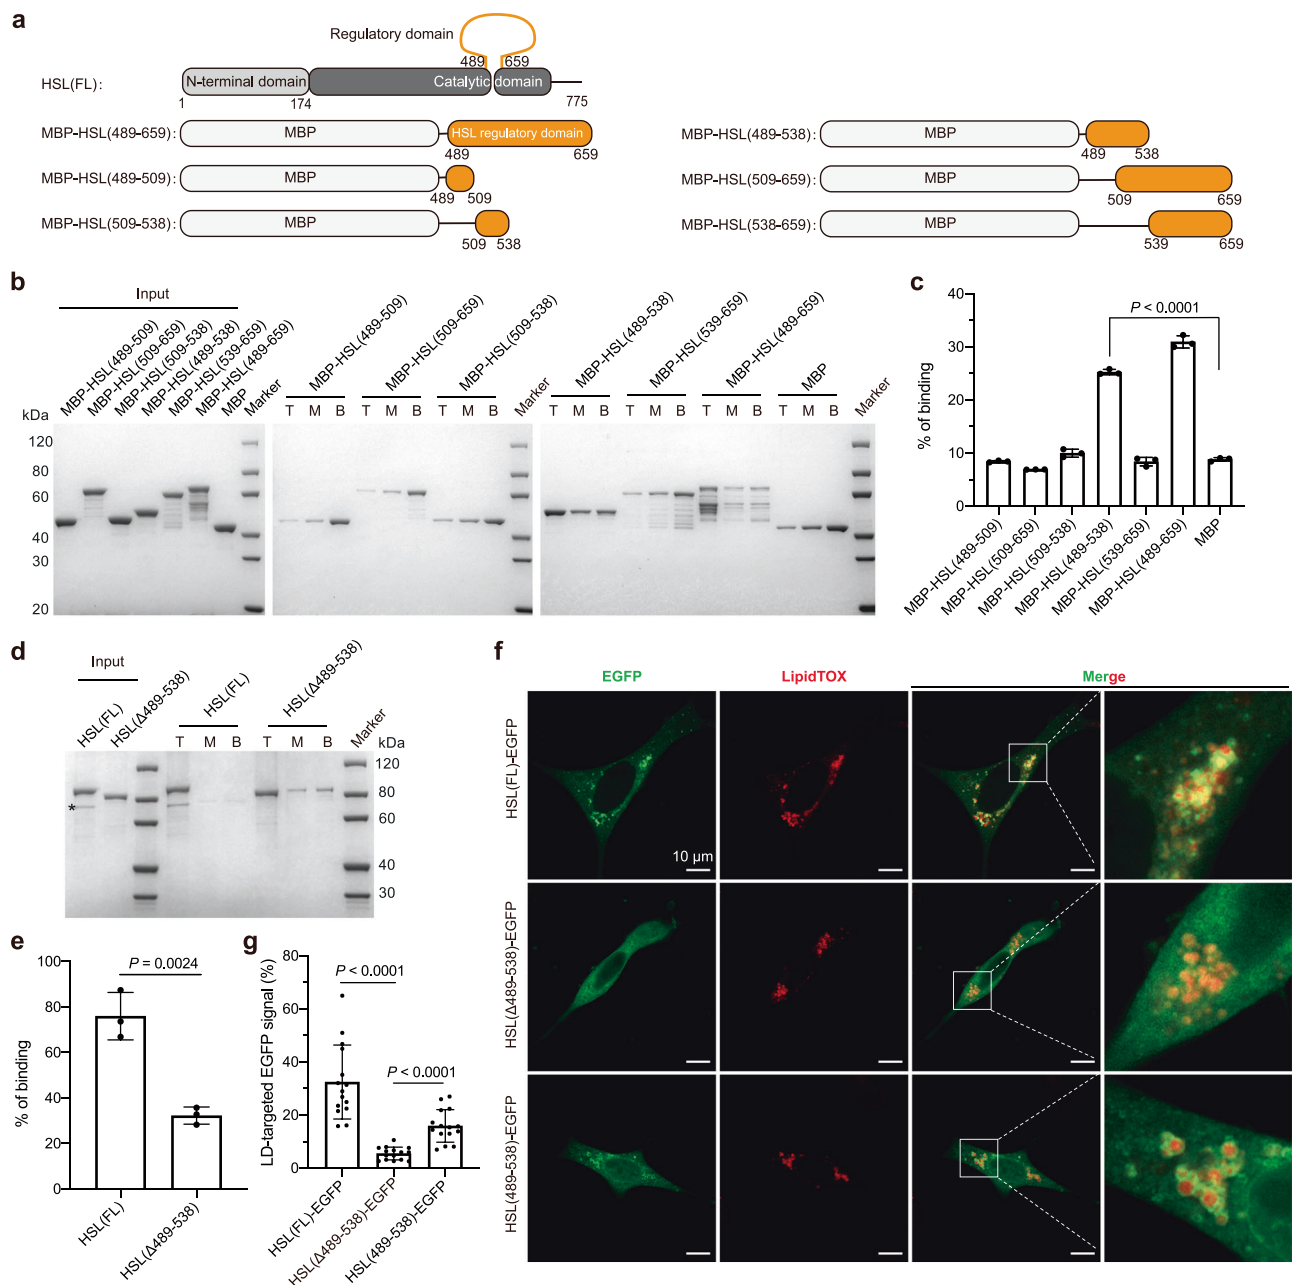 a
Regulatory domain
489 659
HSL(FL):
N-terminal domain
Catalytic domain
1 174 775
MBP-HSL(489-659):
MBP
HSL regulatory domain
489 659
MBP-HSL(489-509):
MBP
489 509
MBP-HSL(509-538):
MBP
509 538
MBP-HSL(489-538):
MBP
489 538
MBP-HSL(509-659):
MBP
509 659
MBP-HSL(538-659):
MBP
539 659
b
Input
MBP-HSL(489-509)
MBP-HSL(509-659)
MBP-HSL(509-538)
MBP-HSL(489-538)
MBP-HSL(539-659)
MBP-HSL(489-659)
MBP
Marker
MBP-HSL(489-509)
MBP-HSL(509-659)
MBP-HSL(509-538)
Marker
MBP-HSL(489-538)
MBP-HSL(539-659)
MBP-HSL(489-659)
MBP
Marker
T M B T M B T M B
T M B T M B T M B T M B
kDa
120
80
60
40
30
20
c
P < 0.0001
% of binding
40
30
20
10
0
MBP-HSL(489-509)
MBP-HSL(509-659)
MBP-HSL(509-538)
MBP-HSL(489-538)
MBP-HSL(539-659)
MBP-HSL(489-659)
MBP
d
Input
HSL(FL)
HSL(Δ489-538)
HSL(FL)
HSL(Δ489-538)
Marker
T M B T M B
kDa
120
80
60
40
30
*
e
P = 0.0024
% of binding
100
80
60
40
20
0
HSL(FL)
HSL(Δ489-538)
g
P < 0.0001
P < 0.0001
LD-targeted EGFP signal (%)
80
60
40
20
0
HSL(FL)-EGFP
HSL(Δ489-538)-EGFP
HSL(489-538)-EGFP
f
EGFP LipidTOX Merge
HSL(FL)-EGFP
10 µm
HSL(Δ489-538)-EGFP
HSL(489-538)-EGFP